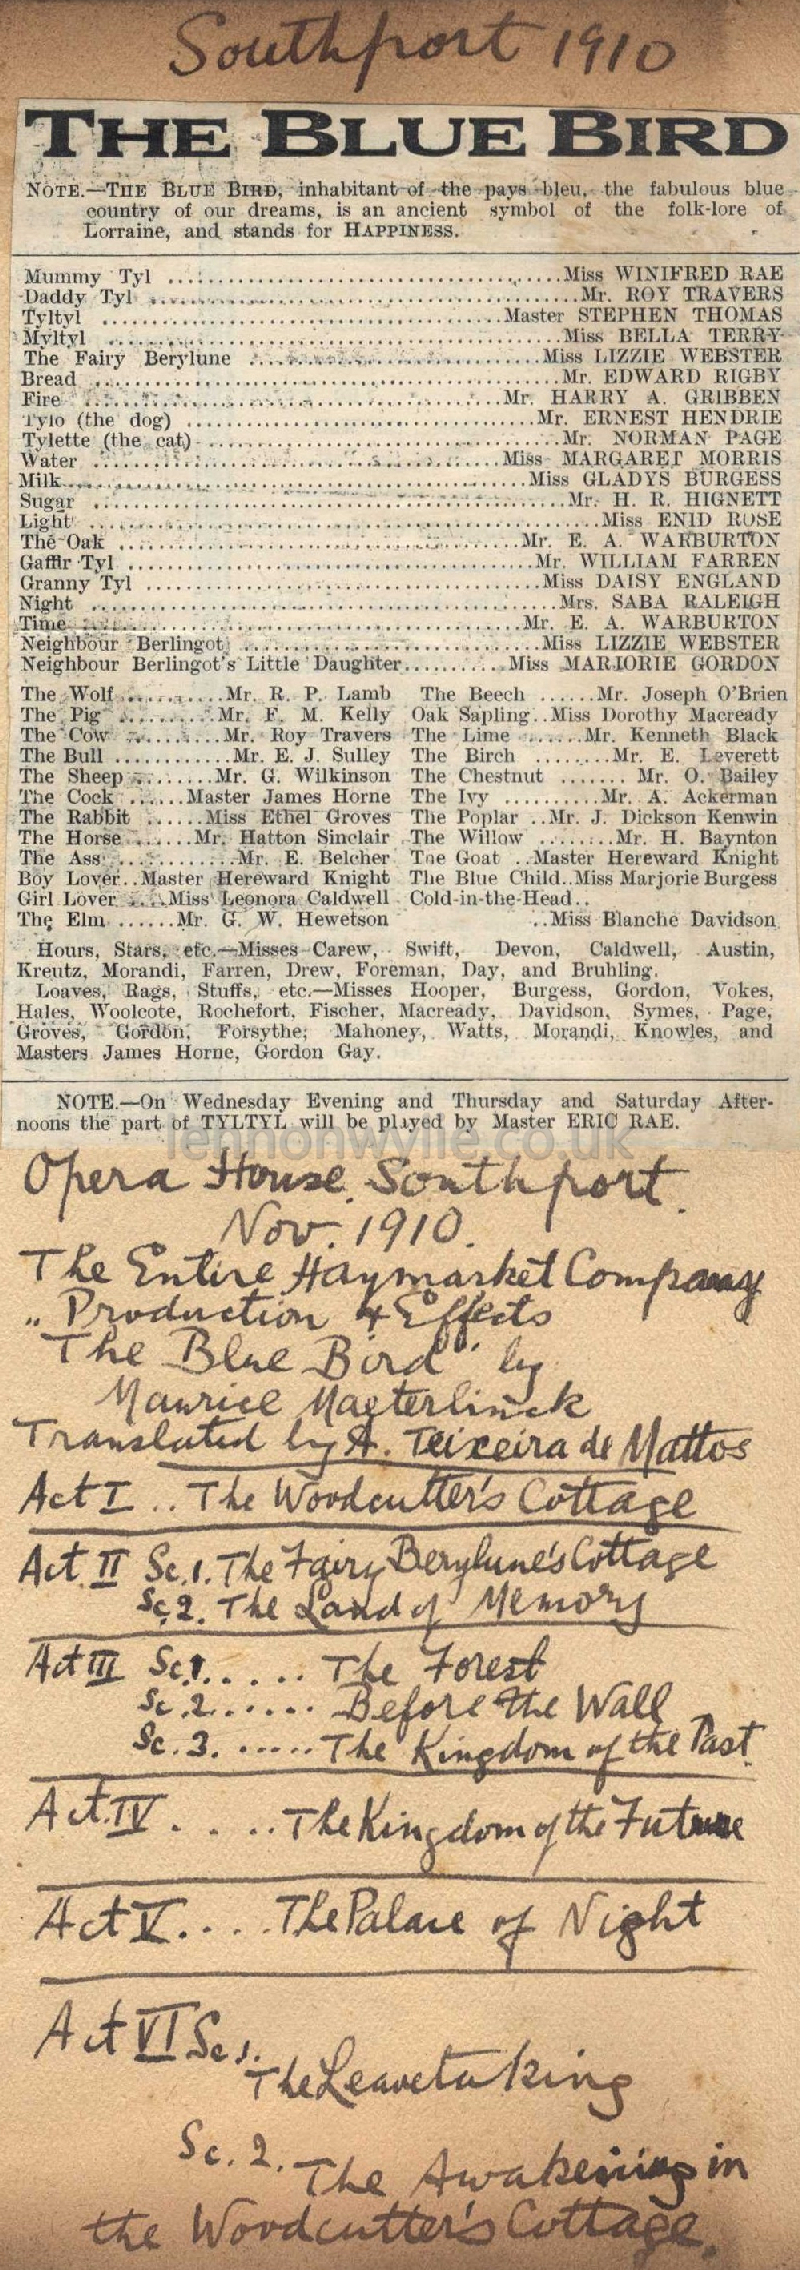 Southport 1910
THE BLUE BIRD
NOTE.—THE BLUE BIRD, inhabitant of the pays bleu, the fabulous blue
country of our dreams, is an ancient symbol of the folk-lore of
Lorraine, and stands for HAPPINESS.
Mummy Tyl ........ Miss WINIFRED RAE
Daddy Tyl ........ Mr. ROY TRAVERS
Tyltyl ........ Master STEPHEN THOMAS
Myltyl ........ Miss BELLA TERRY
The Fairy Berylune ........ Miss LIZZIE WEBSTER
Bread ........ Mr. EDWARD RIGBY
Fire ........ Mr. HARRY A. GRIBBEN
Tylo (the dog) ........ Mr. ERNEST HENDRIE
Tylette (the cat) ........ Mr. NORMAN PAGE
Water ........ Miss MARGARET MORRIS
Milk ........ Miss GLADYS BURGESS
Sugar ........ Mr. H. R. HIGNETT
Light ........ Miss ENID ROSE
The Oak ........ Mr. E. A. WARBURTON
Gaffir Tyl ........ Mr. WILLIAM FARREN
Granny Tyl ........ Miss DAISY ENGLAND
Night ........ Mrs. SABA RALEIGH
Time ........ Mr. E. A. WARBURTON
Neighbour Berlingot ........ Miss LIZZIE WEBSTER
Neighbour Berlingot's Little Daughter ........ Miss MARJORIE GORDON
The Wolf ........ Mr. R. P. Lamb The Beech ...... Mr. Joseph O'Brien
The Pig ........ Mr. F. M. Kelly Oak Sapling.. Miss Dorothy Macready
The Cow ........ Mr. Roy Travers The Lime ...... Mr. Kenneth Black
The Bull ........ Mr. E. J. Sulley The Birch ...... Mr. E. Leverett
The Sheep ........ Mr. G. Wilkinson The Chestnut ...... Mr. O. Bailey
The Cock ...... Master James Horne The Ivy ........ Mr. A. Ackerman
The Rabbit ...... Miss Ethel Groves The Poplar .. Mr. J. Dickson Kenwin
The Horse ...... Mr. Hatton Sinclair The Willow ...... Mr. H. Baynton
The Ass ........ Mr. E. Belcher The Goat .. Master Hereward Knight
Boy Lover.. Master Hereward Knight The Blue Child.. Miss Marjorie Burgess
Girl Lover .... Miss Leonora Caldwell Cold-in-the-Head..
The Elm ...... Mr. G. W. Hewetson .. Miss Blanche Davidson
Hours, Stars, etc.—Misses Carew, Swift, Devon, Caldwell, Austin,
Kreutz, Morandi, Farren, Drew, Foreman, Day, and Bruhling.
Loaves, Rags, Stuffs, etc.—Misses Hooper, Burgess, Gordon, Vokes,
Hales, Woolcote, Rochefort, Fischer, Macready, Davidson, Symes, Page,
Groves, Gordon, Forsythe, Mahoney, Watts, Morandi, Knowles, and
Masters James Horne, Gordon Gay.
NOTE.—On Wednesday Evening and Thursday and Saturday After-
noons the part of TYLTYL will be played by Master ERIC RAE.
lennonwylie.co.uk
Opera House. Southport.
Nov. 1910.
The Entire Haymarket Company
" Production & Effects
"The Blue Bird" by
Maurice Maeterlinck
Translated by A. Teixeira de Mattos
Act I .. The Woodcutter's Cottage
Act II Sc. 1. The Fairy Berylune's Cottage
Sc. 2. The Land of Memory
Act III Sc. 1..... The Forest
Sc. 2...... Before the Wall
Sc. 3. ..... The Kingdom of the Past.
Act. IV . . .. The Kingdom of the Future
Act V.... The Palace of Night
Act VI Sc 1.
The Leavetaking
Sc. 2. The Awakening in
the Woodcutter's Cottage.